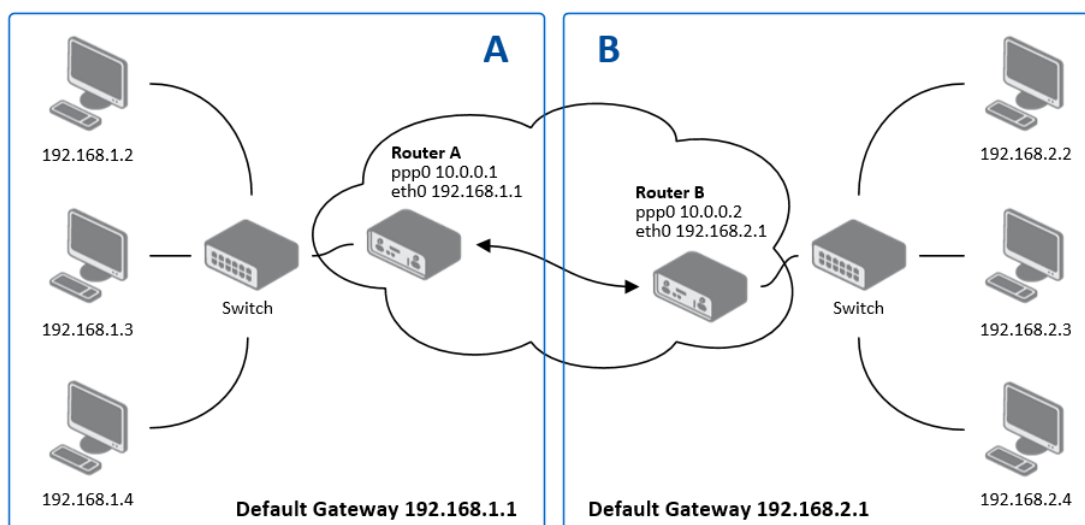 A
B
192.168.1.2
192.168.1.3
192.168.1.4
Switch
Router A
ppp0 10.0.0.1
eth0 192.168.1.1
Default Gateway 192.168.1.1
Router B
ppp0 10.0.0.2
eth0 192.168.2.1
Switch
192.168.2.2
192.168.2.3
192.168.2.4
Default Gateway 192.168.2.1